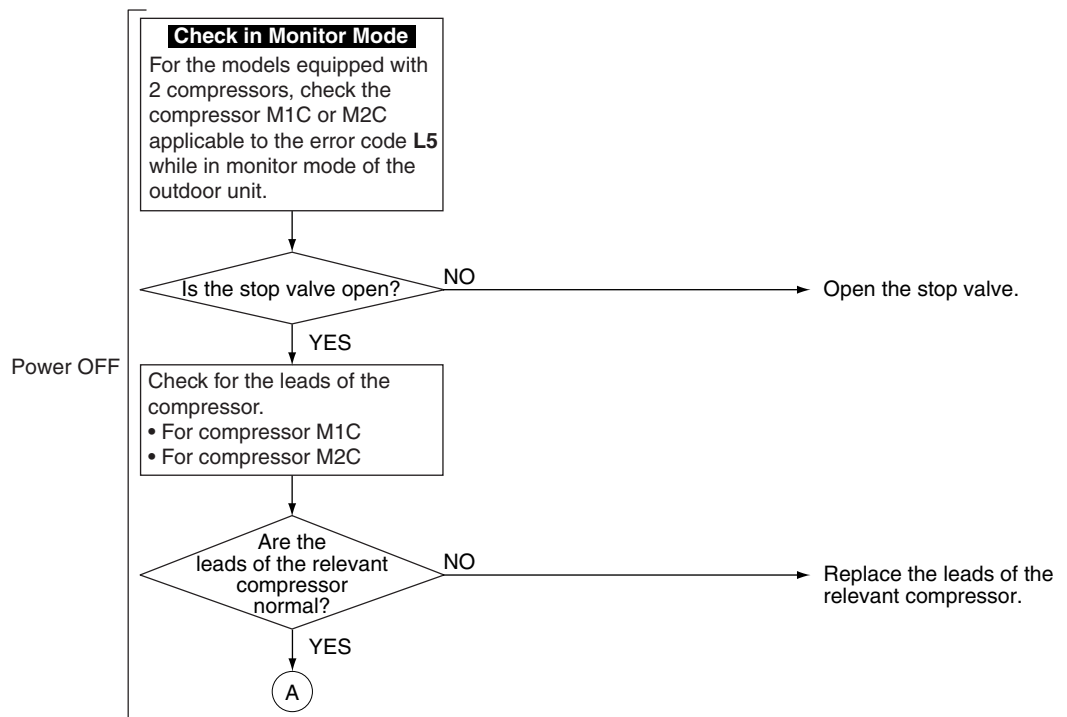 Check in Monitor Mode
For the models equipped with
2 compressors, check the
compressor M1C or M2C
applicable to the error code L5
while in monitor mode of the
outdoor unit.
Is the stop valve open?
NO
Open the stop valve.
YES
Power OFF
Check for the leads of the
compressor.
• For compressor M1C
• For compressor M2C
Are the
leads of the relevant
compressor
normal?
NO
Replace the leads of the
relevant compressor.
YES
A